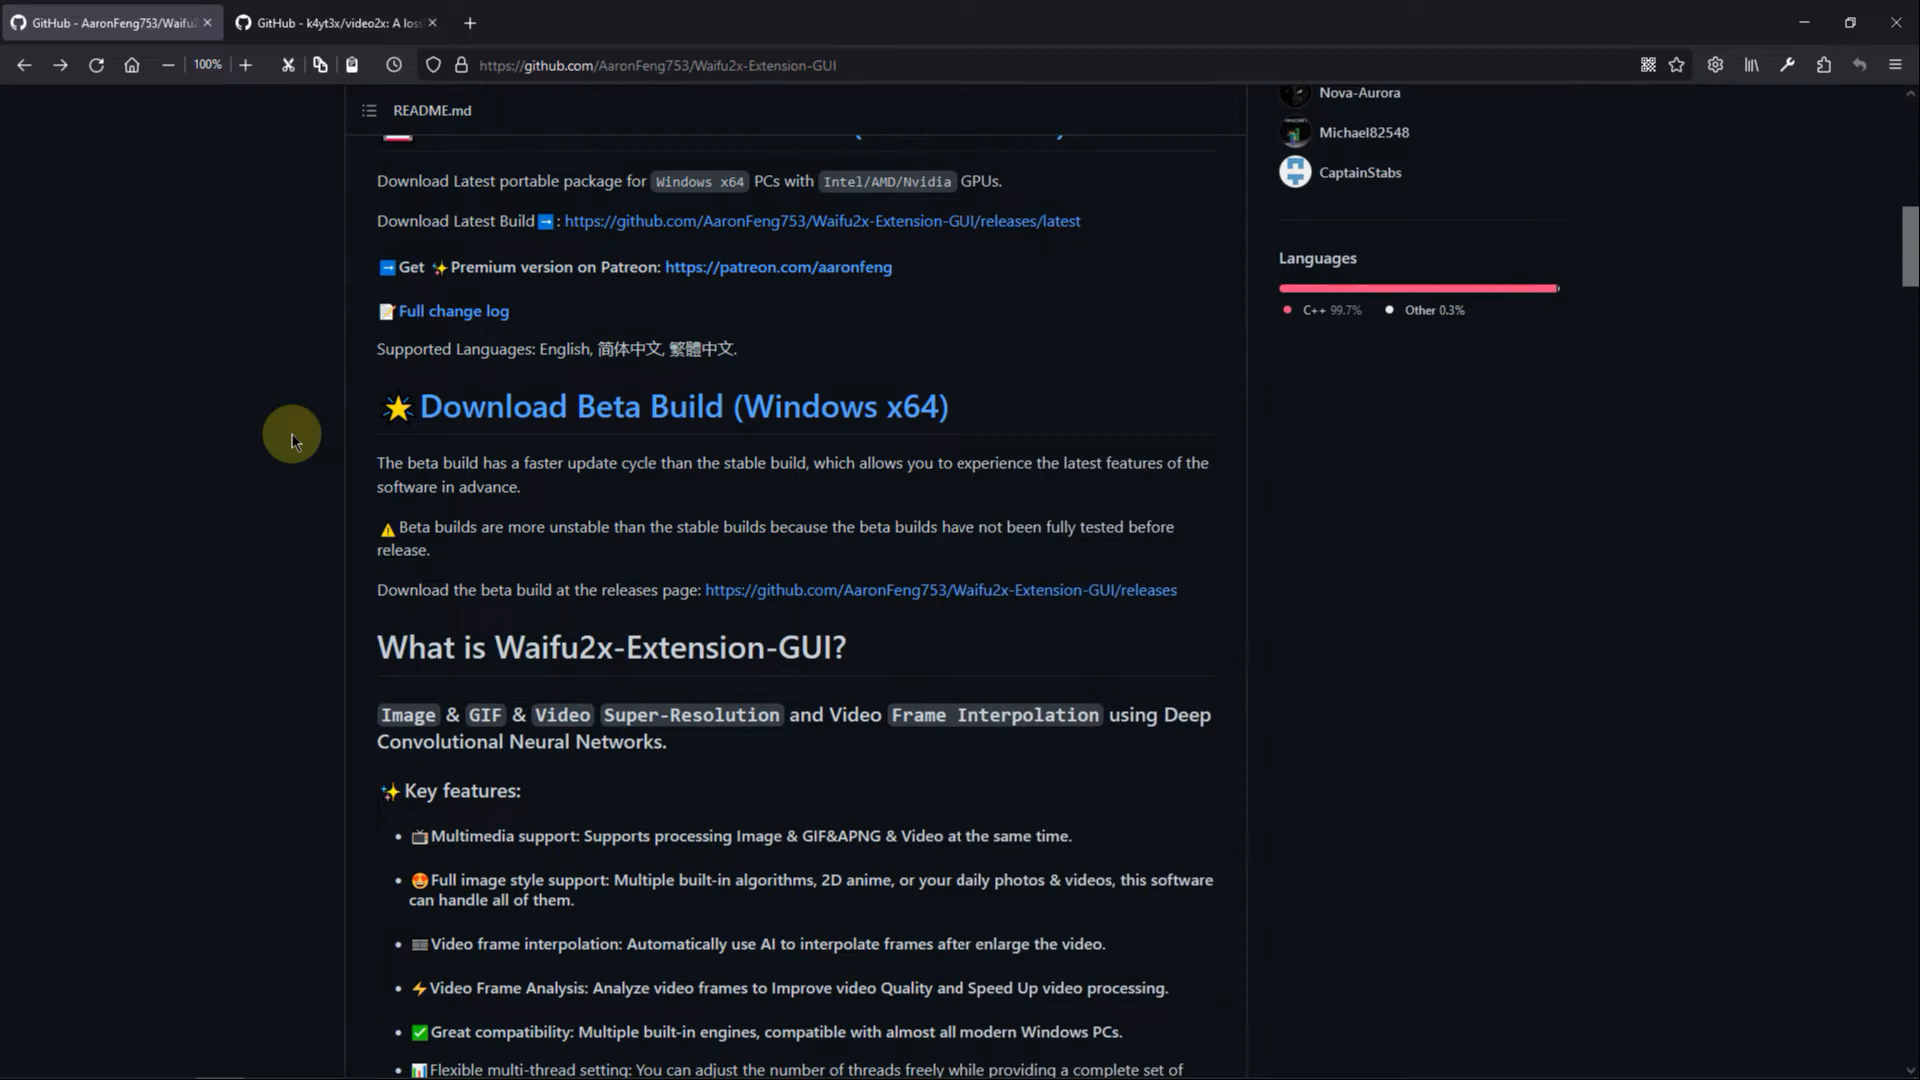 GitHub - AaronFeng753/Waifu2
GitHub - k4yt3x/video2x: A los
100%
https://github.com/AaronFeng753/Waifu2x-Extension-GUI
README.md
Download Latest portable package for Windows x64 PCs with Intel/AMD/Nvidia GPUs.
Download Latest Build : https://github.com/AaronFeng753/Waifu2x-Extension-GUI/releases/latest
Get Premium version on Patreon: https://patreon.com/aaronfeng
Full change log
Supported Languages: English, 简体中文, 繁體中文.
Download Beta Build (Windows x64)
The beta build has a faster update cycle than the stable build, which allows you to experience the latest features of the
software in advance.
Beta builds are more unstable than the stable builds because the beta builds have not been fully tested before
release.
Download the beta build at the releases page: https://github.com/AaronFeng753/Waifu2x-Extension-GUI/releases
What is Waifu2x-Extension-GUI?
Image & GIF & Video Super-Resolution and Video Frame Interpolation using Deep
Convolutional Neural Networks.
Key features:
• Multimedia support: Supports processing Image & GIF&APNG & Video at the same time.
• Full image style support: Multiple built-in algorithms, 2D anime, or your daily photos & videos, this software
can handle all of them.
• Video frame interpolation: Automatically use AI to interpolate frames after enlarge the video.
• Video Frame Analysis: Analyze video frames to Improve video Quality and Speed Up video processing.
• Great compatibility: Multiple built-in engines, compatible with almost all modern Windows PCs.
• Flexible multi-thread setting: You can adjust the number of threads freely while providing a complete set of
Nova-Aurora
Michael82548
CaptainStabs
Languages
C++ 99.7% Other 0.3%